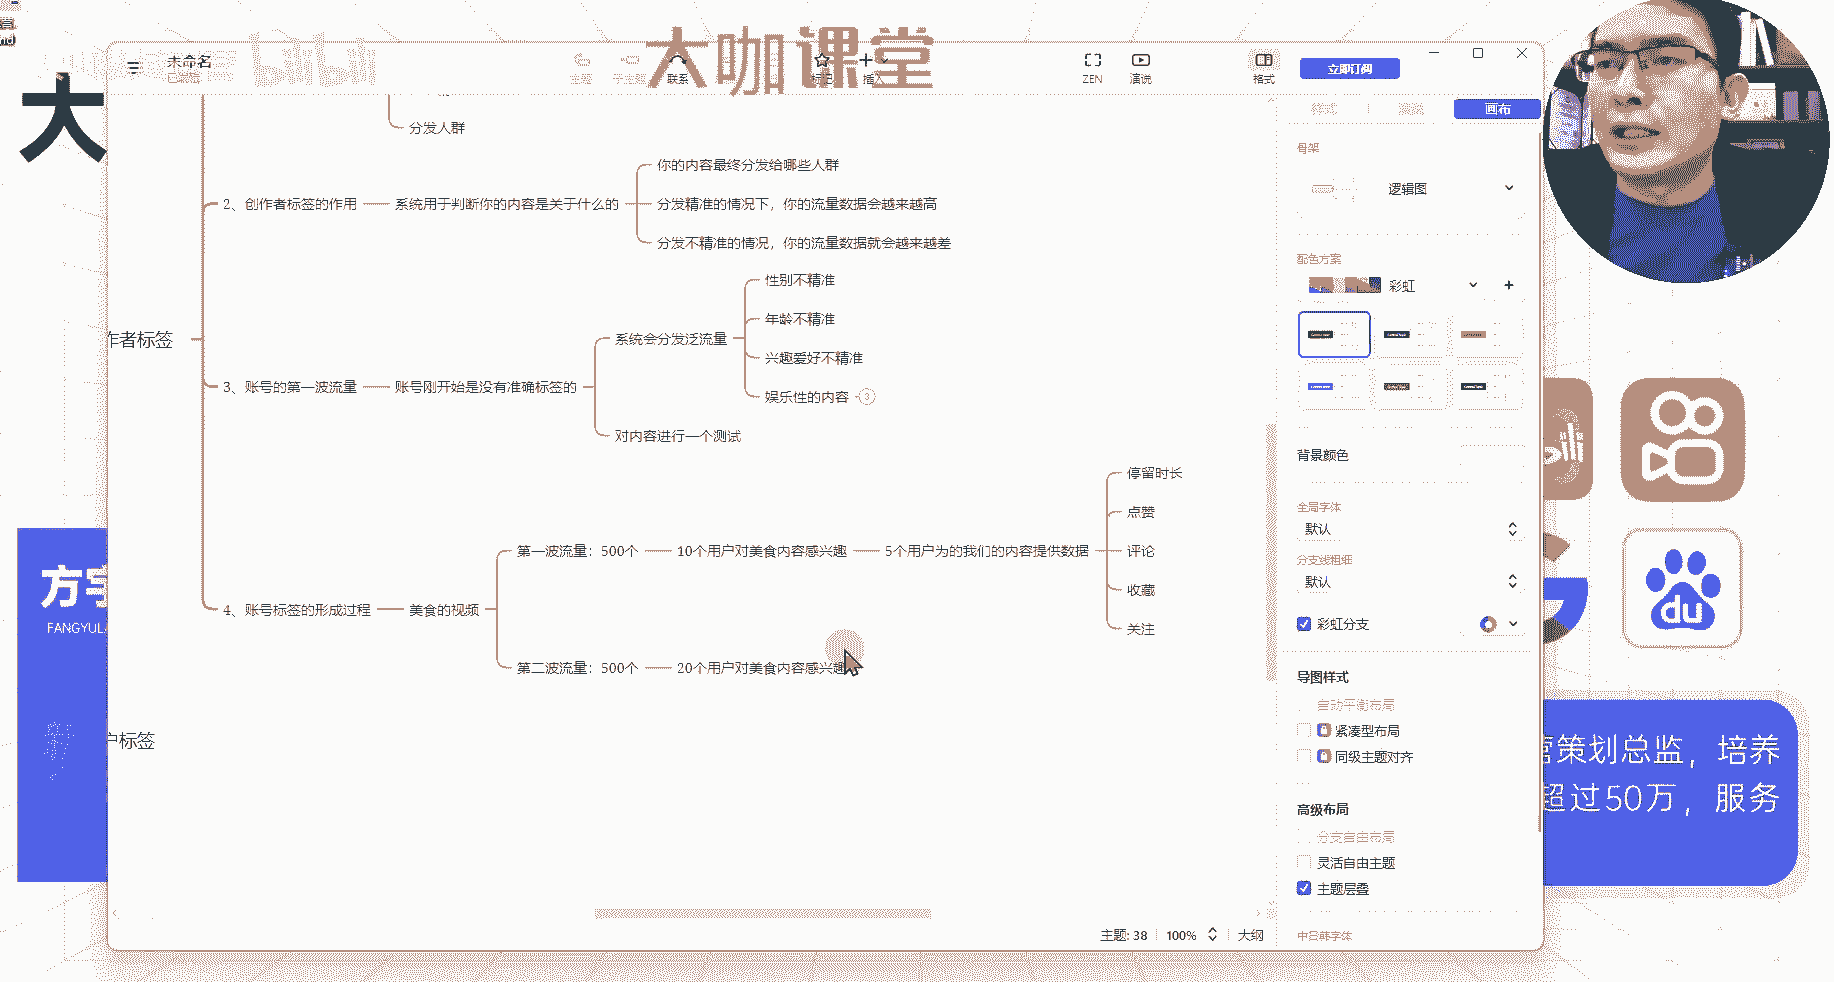 大咖课堂
bilibili
未命名
主题
子主题
联系
标记
插入
ZEN
演说
格式
立即订阅
大
分发人群
2、创作者标签的作用
系统用于判断你的内容是关于什么的
你的内容最终分发给哪些人群
分发精准的情况下，你的流量数据会越来越高
分发不精准的情况，你的流量数据就会越来越差
作者标签
3、账号的第一波流量
账号刚开始是没有准确标签的
系统会分发泛流量
性别不精准
年龄不精准
兴趣爱好不精准
娱乐性的内容
3
对内容进行一个测试
4、账号标签的形成过程
美食的视频
第一波流量：500个
10个用户对美食内容感兴趣
5个用户为的我们的内容提供数据
停留时长
点赞
评论
收藏
关注
第二波流量：500个
20个用户对美食内容感兴趣
户标签
主题: 38
100%
大纲
样式
画布
骨架
逻辑图
配色方案
彩虹
背景颜色
全局字体
默认
分支线粗细
默认
彩虹分支
导图样式
自动平衡布局
紧凑型布局
同级主题对齐
高级布局
分支自由布局
灵活自由主题
主题层叠
中日韩字体
方宇
FANGYUL
du
营策划总监，培养
超过50万，服务